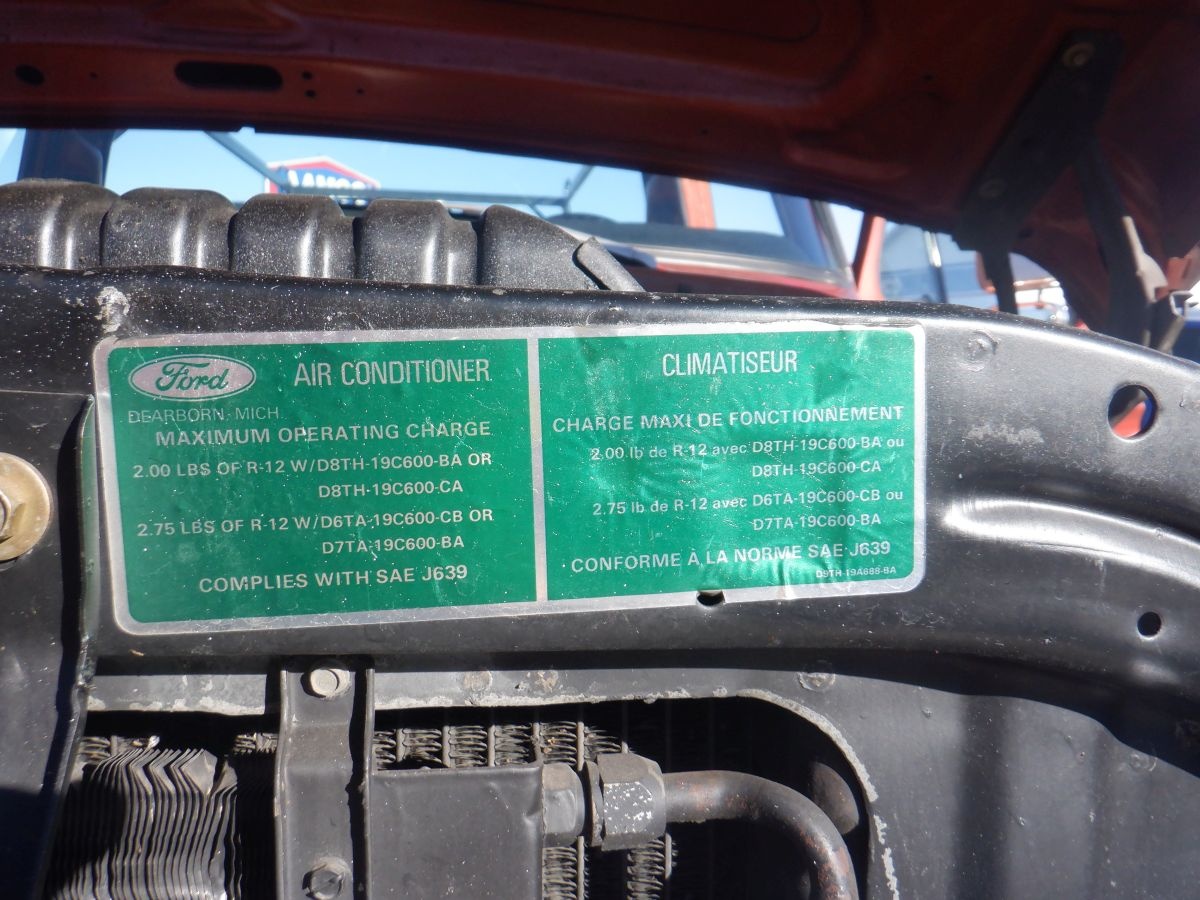 Ford
AIR CONDITIONER
DEARBORN, MICH.
MAXIMUM OPERATING CHARGE
2.00 LBS OF R-12 W/D8TH-19C600-BA OR
D8TH-19C600-CA
2.75 LBS OF R-12 W/D6TA-19C600-CB OR
D7TA-19C600-BA
COMPLIES WITH SAE J639
CLIMATISEUR
CHARGE MAXI DE FONCTIONNEMENT
2.00 lb de R-12 avec D8TH-19C600-BA ou
D8TH-19C600-CA
2.75 lb de R-12 avec D6TA-19C600-CB ou
D7TA-19C600-BA
CONFORME À LA NORME SAE J639
D9TH-19A688-BA